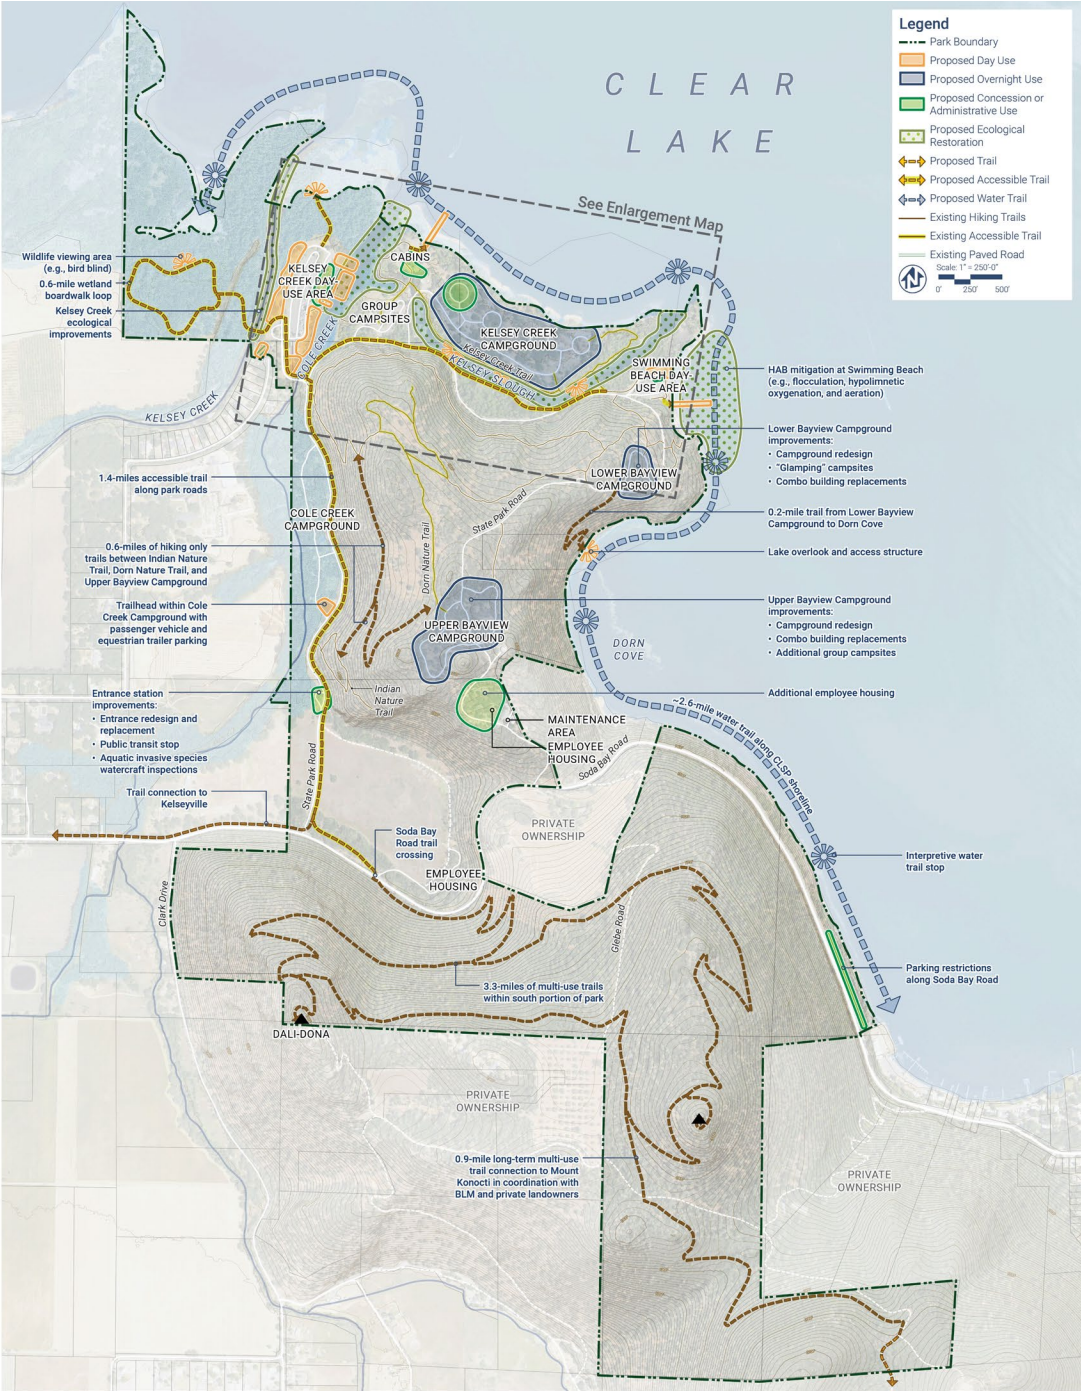 CLEAR
LAKE
Legend
Park Boundary
Proposed Day Use
Proposed Overnight Use
Proposed Concession or
Administrative Use
Proposed Ecological
Restoration
Proposed Trail
Proposed Accessible Trail
Proposed Water Trail
Existing Hiking Trails
Existing Accessible Trail
Existing Paved Road
Scale: 1" = 250'-0"
N
0' 250' 500'
See Enlargement Map
Wildlife viewing area
(e.g., bird blind)
0.6-mile wetland
boardwalk loop
Kelsey Creek
ecological
improvements
KELSEY
CREEK DAY-
USE AREA
CABINS
GROUP
CAMPSITES
COLE CREEK
KELSEY CREEK
CAMPGROUND
Kelsey Creek Trail
KELSEY SLOUGH
SWIMMING
BEACH DAY-
USE AREA
HAB mitigation at Swimming Beach
(e.g., flocculation, hypolimnetic
oxygenation, and aeration)
KELSEY CREEK
Lower Bayview Campground
improvements:
• Campground redesign
• "Glamping" campsites
• Combo building replacements
LOWER BAYVIEW
CAMPGROUND
1.4-miles accessible trail
along park roads
COLE CREEK
CAMPGROUND
State Park Road
0.2-mile trail from Lower Bayview
Campground to Dorn Cove
0.6-miles of hiking only
trails between Indian Nature
Trail, Dorn Nature Trail, and
Upper Bayview Campground
Dorn Nature Trail
Lake overlook and access structure
Trailhead within Cole
Creek Campground with
passenger vehicle and
equestrian trailer parking
UPPER BAYVIEW
CAMPGROUND
Upper Bayview Campground
improvements:
• Campground redesign
• Combo building replacements
• Additional group campsites
DORN
COVE
Indian
Nature
Trail
Entrance station
improvements:
• Entrance redesign and
replacement
• Public transit stop
• Aquatic invasive species
watercraft inspections
Additional employee housing
~2.6-mile water trail along CLSP shoreline
MAINTENANCE
AREA
EMPLOYEE
HOUSING
Soda Bay Road
State Park Road
Trail connection to
Kelseyville
Soda Bay
Road trail
crossing
PRIVATE
OWNERSHIP
Interpretive water
trail stop
EMPLOYEE
HOUSING
Clark Drive
Glebe Road
3.3-miles of multi-use trails
within south portion of park
Parking restrictions
along Soda Bay Road
DALI-DONA
PRIVATE
OWNERSHIP
0.9-mile long-term multi-use
trail connection to Mount
Konocti in coordination with
BLM and private landowners
PRIVATE
OWNERSHIP